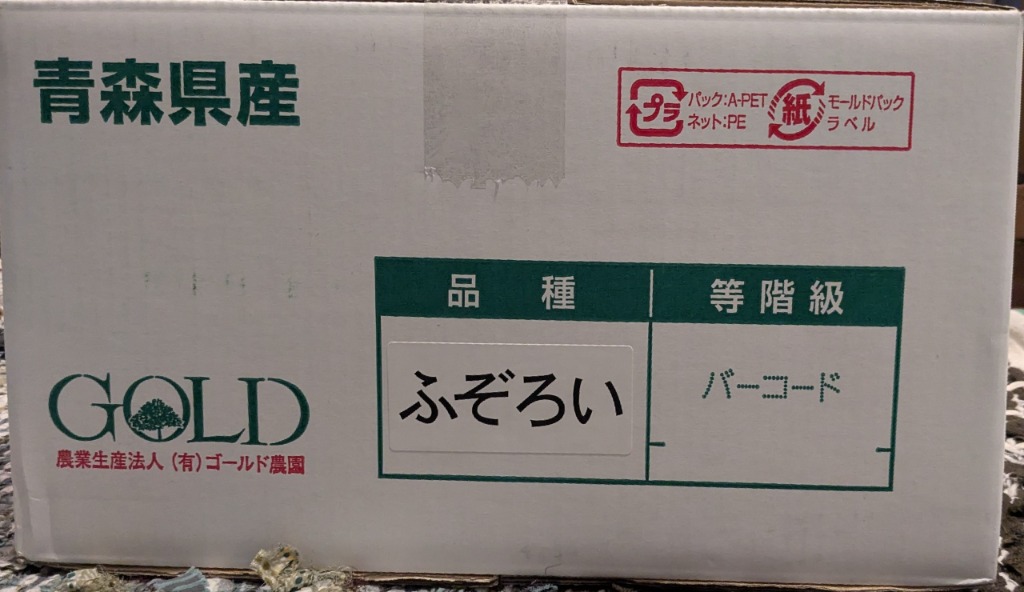 青森県産
プラ パック:A-PET
ネット:PE
紙 モールドパック
ラベル
品種 等階級
ふぞろい バーコード
GOLD
農業生産法人(有)ゴールド農園